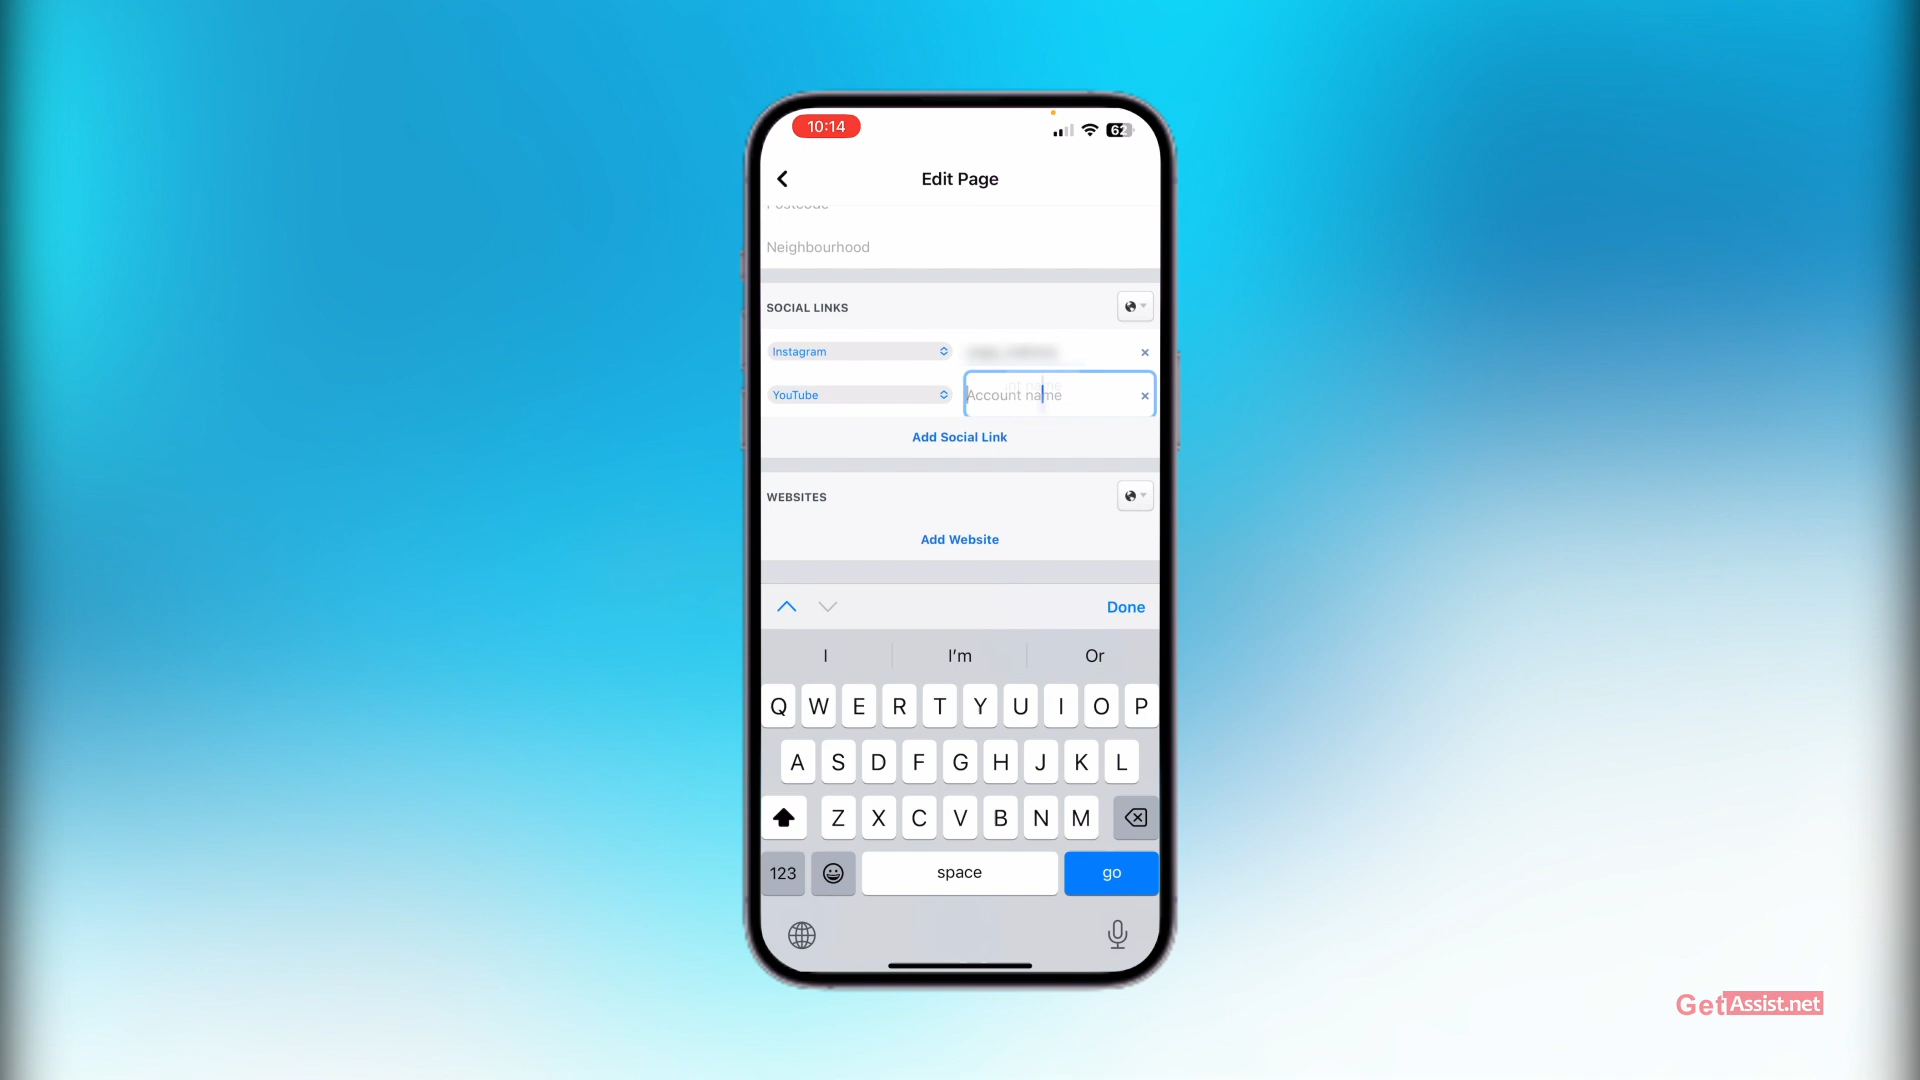 10:14
62
Edit Page
Postcode
Neighbourhood
SOCIAL LINKS
Instagram
YouTube
Account name
Add Social Link
WEBSITES
Add Website
Done
I
I'm
Or
Q W E R T Y U I O P
A S D F G H J K L
Z X C V B N M
123
space
go
GetAssist.net